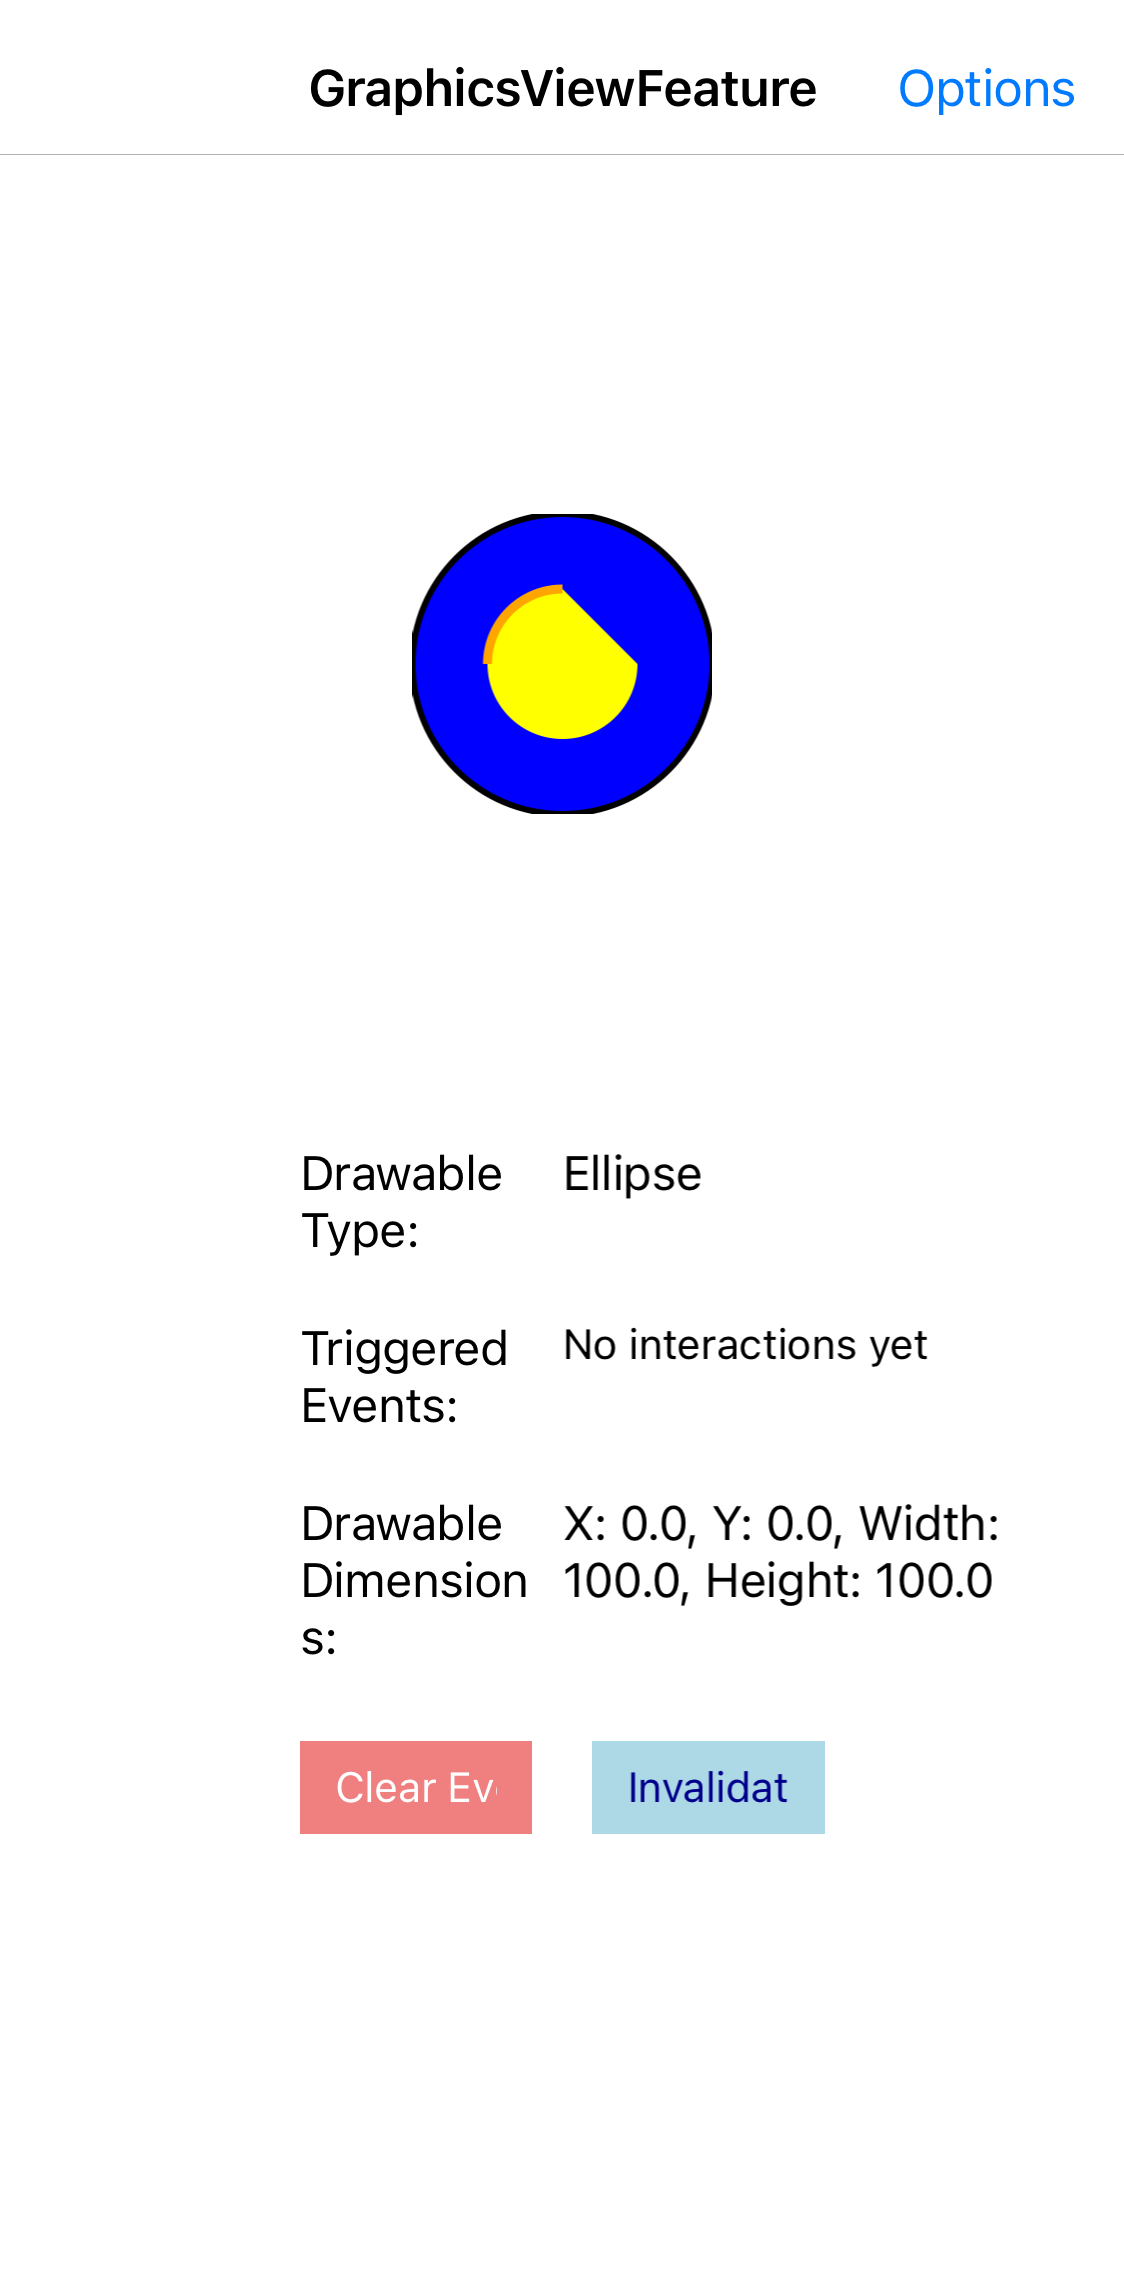 GraphicsViewFeature Options
Drawable Ellipse
Type:
Triggered No interactions yet
Events:
Drawable X: 0.0, Y: 0.0, Width:
Dimension 100.0, Height: 100.0
s:
Clear Ev Invalidat